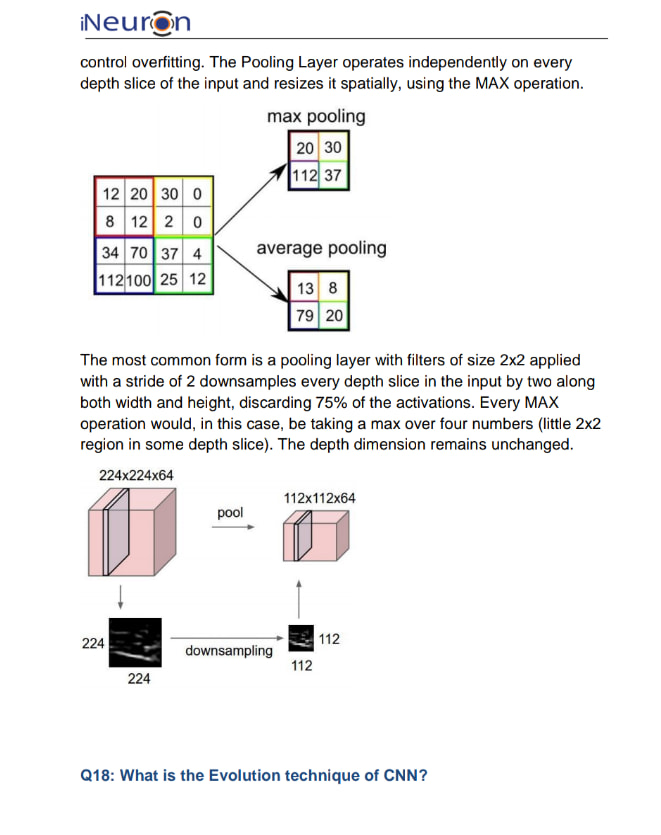 iNeuron
control overfitting. The Pooling Layer operates independently on every
depth slice of the input and resizes it spatially, using the MAX operation.
max pooling
20 30
112 37
12 20 30 0
8 12 2 0
34 70 37 4
112 100 25 12
average pooling
13 8
79 20
The most common form is a pooling layer with filters of size 2x2 applied
with a stride of 2 downsamples every depth slice in the input by two along
both width and height, discarding 75% of the activations. Every MAX
operation would, in this case, be taking a max over four numbers (little 2x2
region in some depth slice). The depth dimension remains unchanged.
224x224x64
112x112x64
pool
224
224
downsampling
112
112
Q18: What is the Evolution technique of CNN?